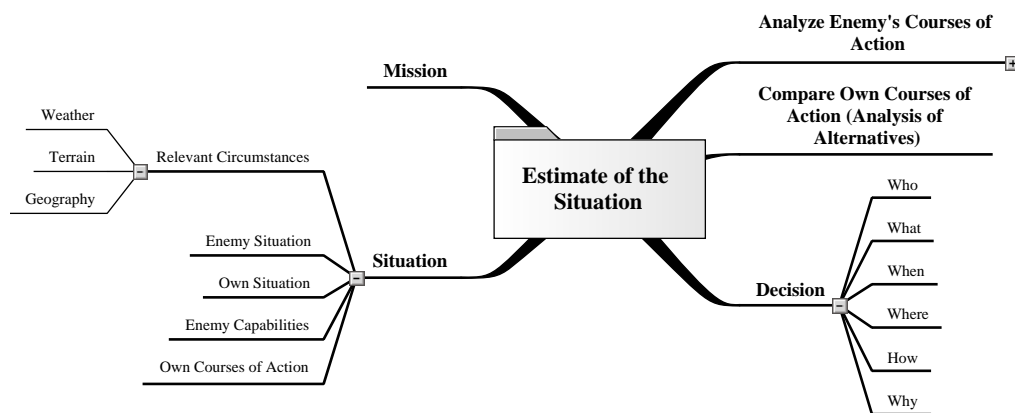 Analyze Enemy's Courses of
Action
Mission
Compare Own Courses of
Action (Analysis of
Alternatives)
Weather
Terrain
Geography
Relevant Circumstances
Estimate of the
Situation
Enemy Situation
Own Situation
Enemy Capabilities
Own Courses of Action
Situation
Decision
Who
What
When
Where
How
Why